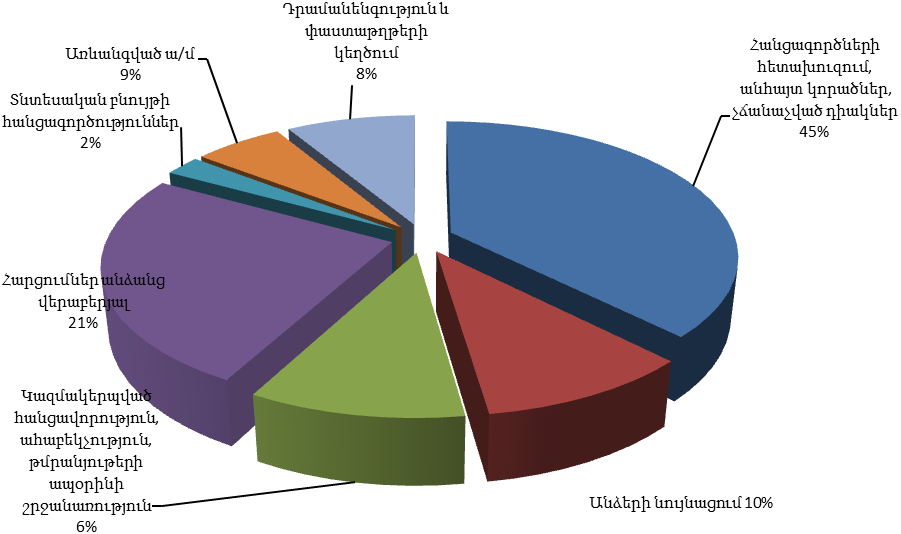 Դրամանենգություն և
փաստաթղթերի
կեղծում
8%
Հանցագործների
հետախուզում,
անհայտ կորածներ,
չճանաչված դիակներ
45%
Առևանգված ա/մ
9%
Տնտեսական բնույթի
հանցագործություններ
2%
Հարցումներ անձանց
վերաբերյալ
21%
Կազմակերպված
հանցավորություն,
ահաբեկչություն,
թմրանյութերի
ապօրինի
շրջանառություն
6%
Անձերի նույնացում 10%